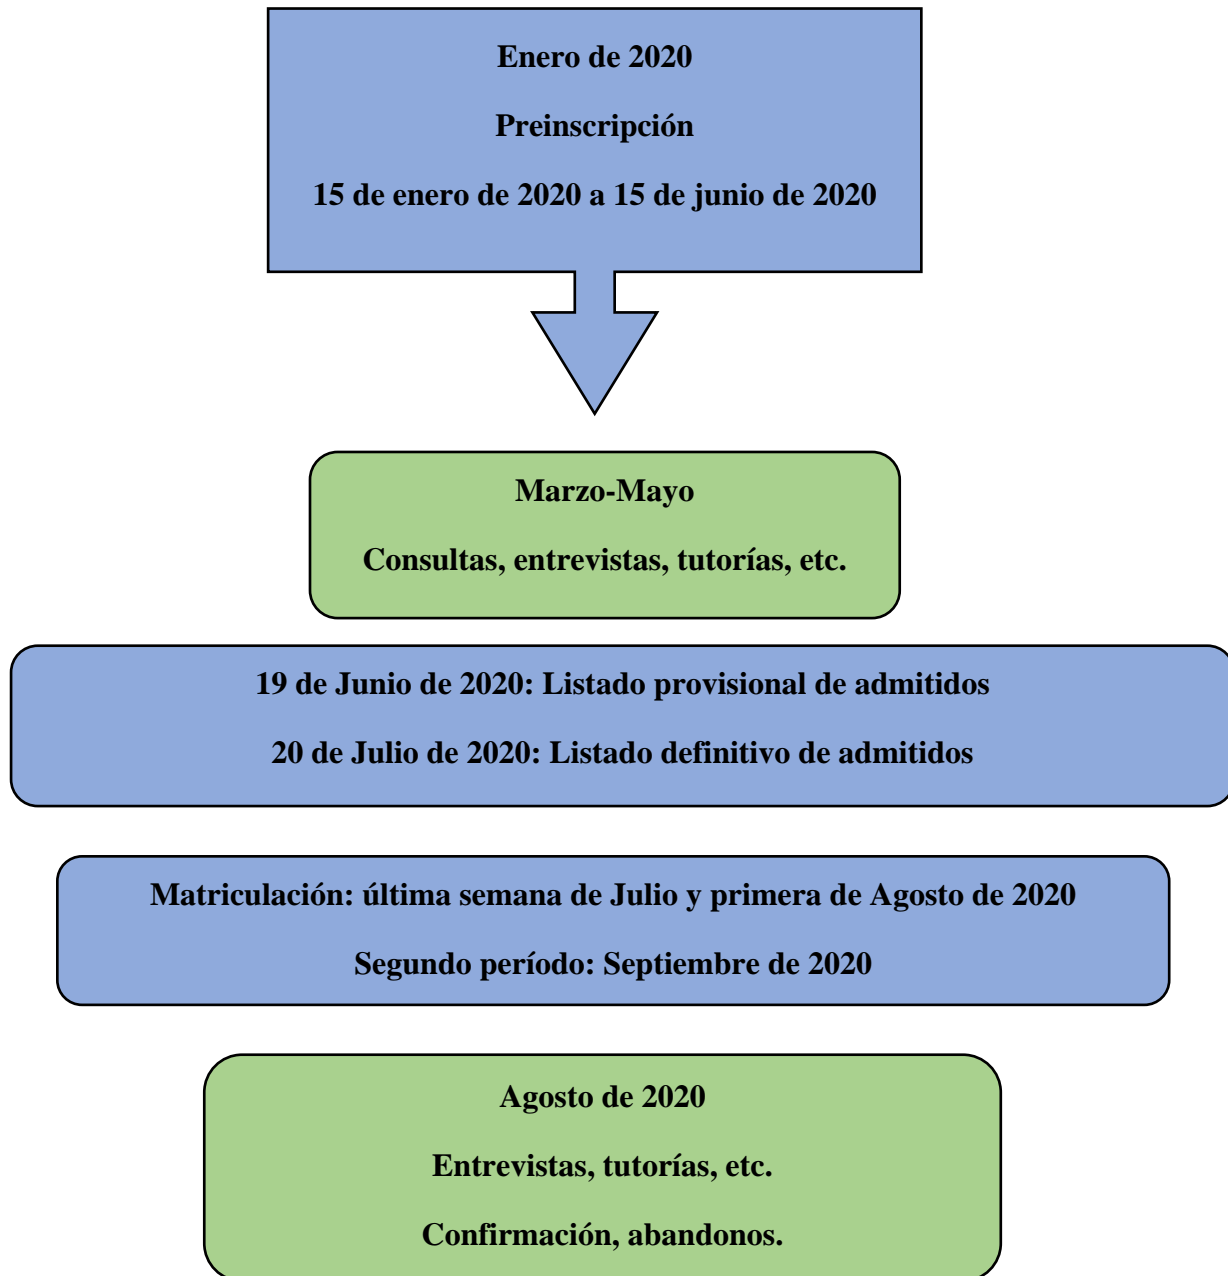 Enero de 2020
Preinscripción
15 de enero de 2020 a 15 de junio de 2020
Marzo-Mayo
Consultas, entrevistas, tutorías, etc.
19 de Junio de 2020: Listado provisional de admitidos
20 de Julio de 2020: Listado definitivo de admitidos
Matriculación: última semana de Julio y primera de Agosto de 2020
Segundo período: Septiembre de 2020
Agosto de 2020
Entrevistas, tutorías, etc.
Confirmación, abandonos.